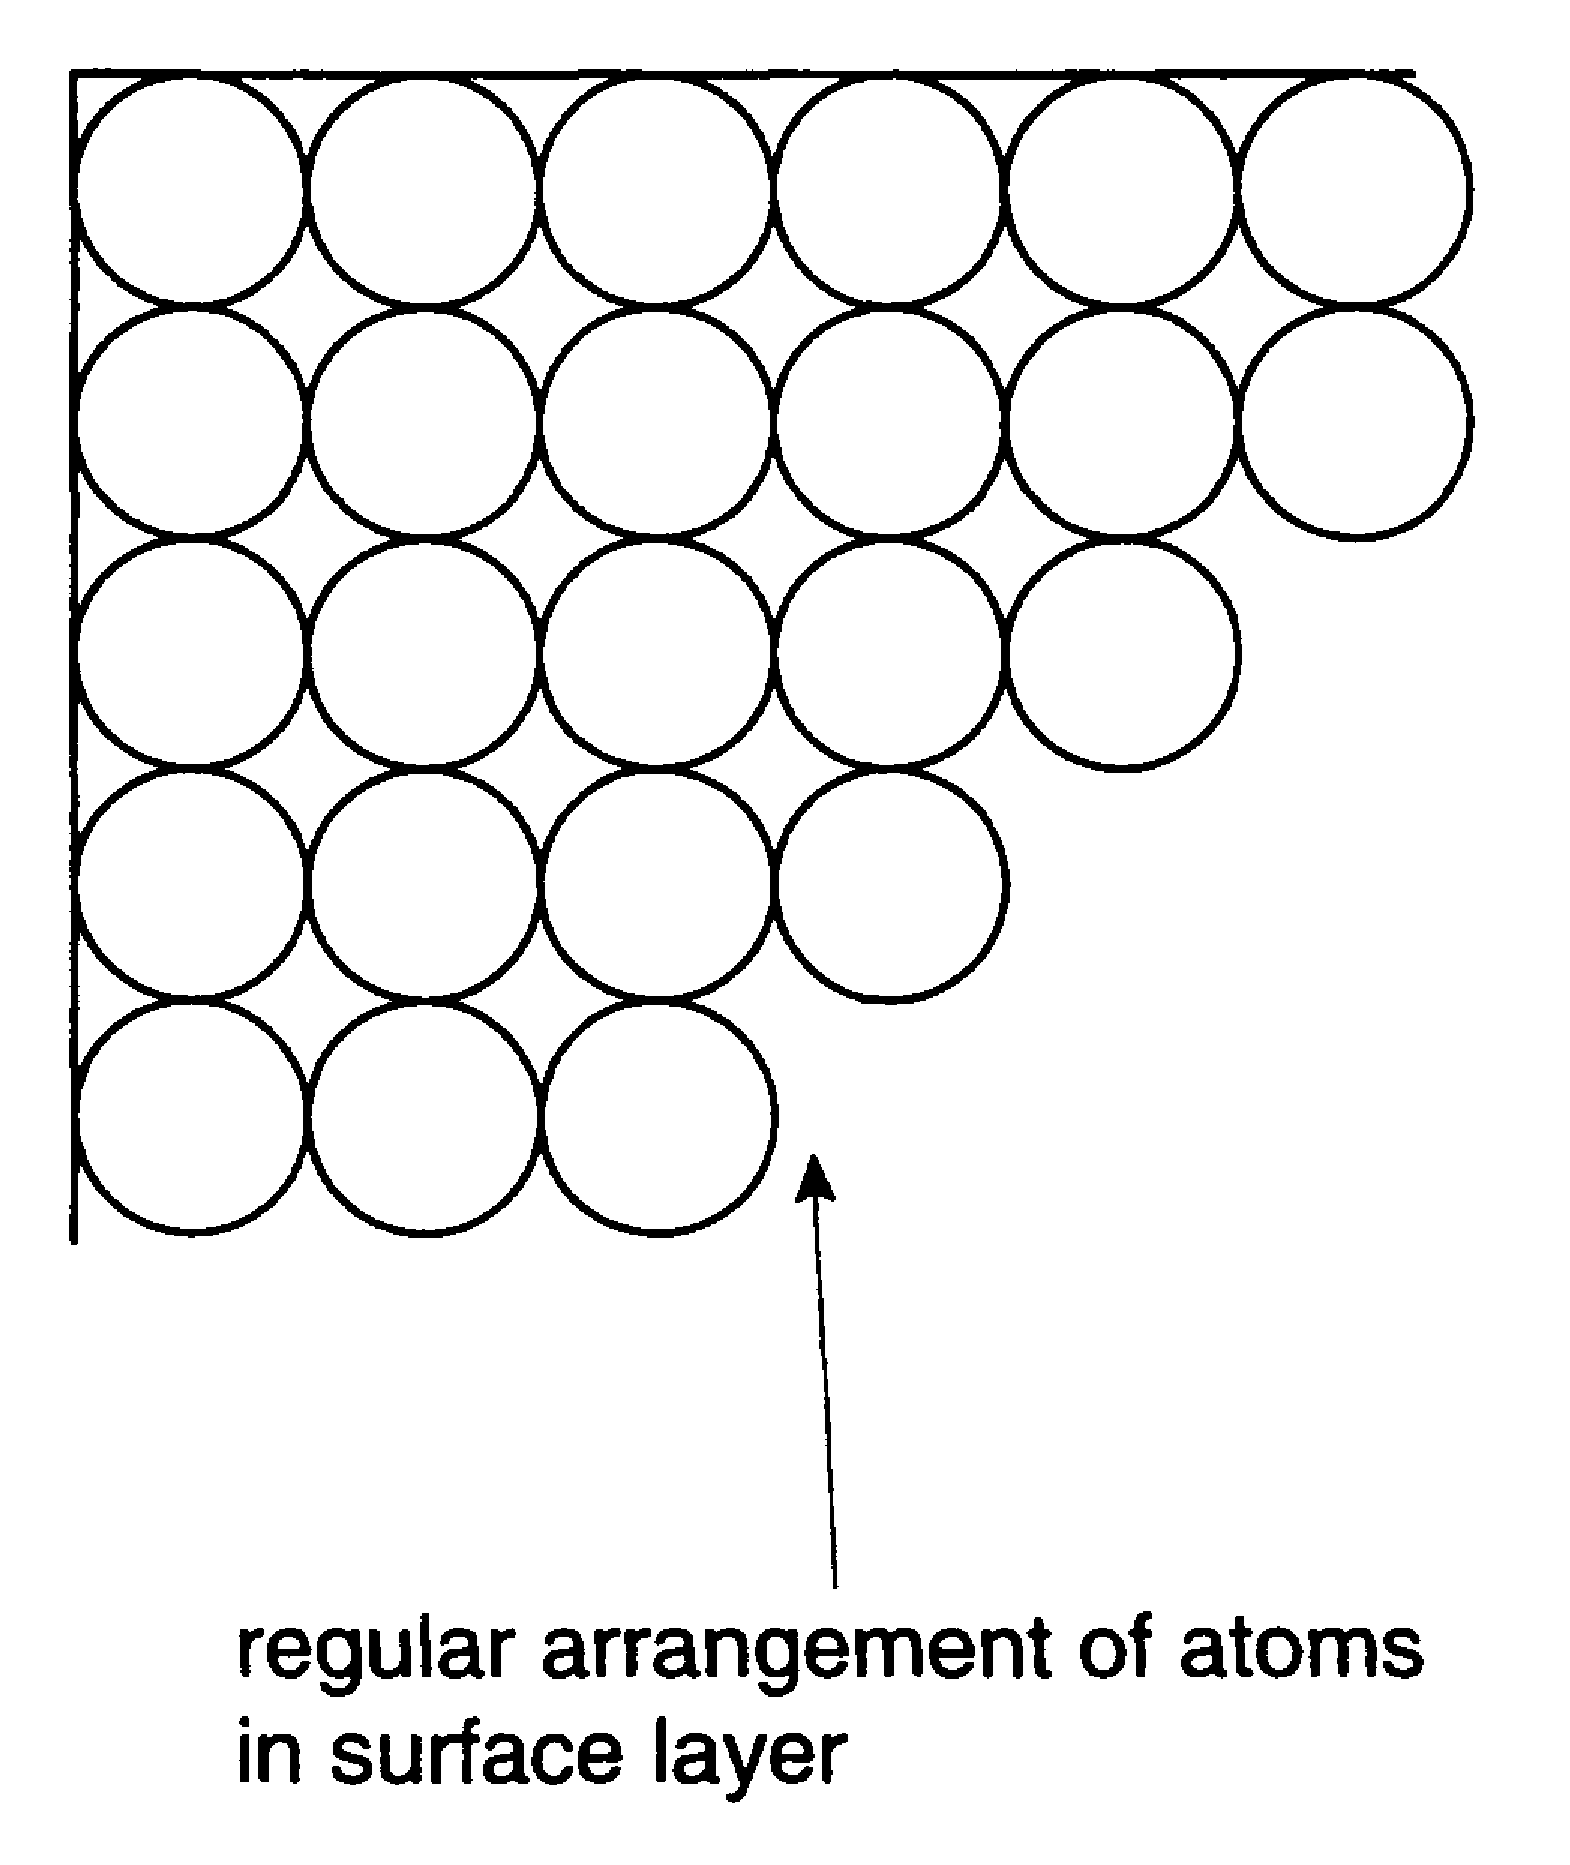 regular arrangement of atoms
in surface layer